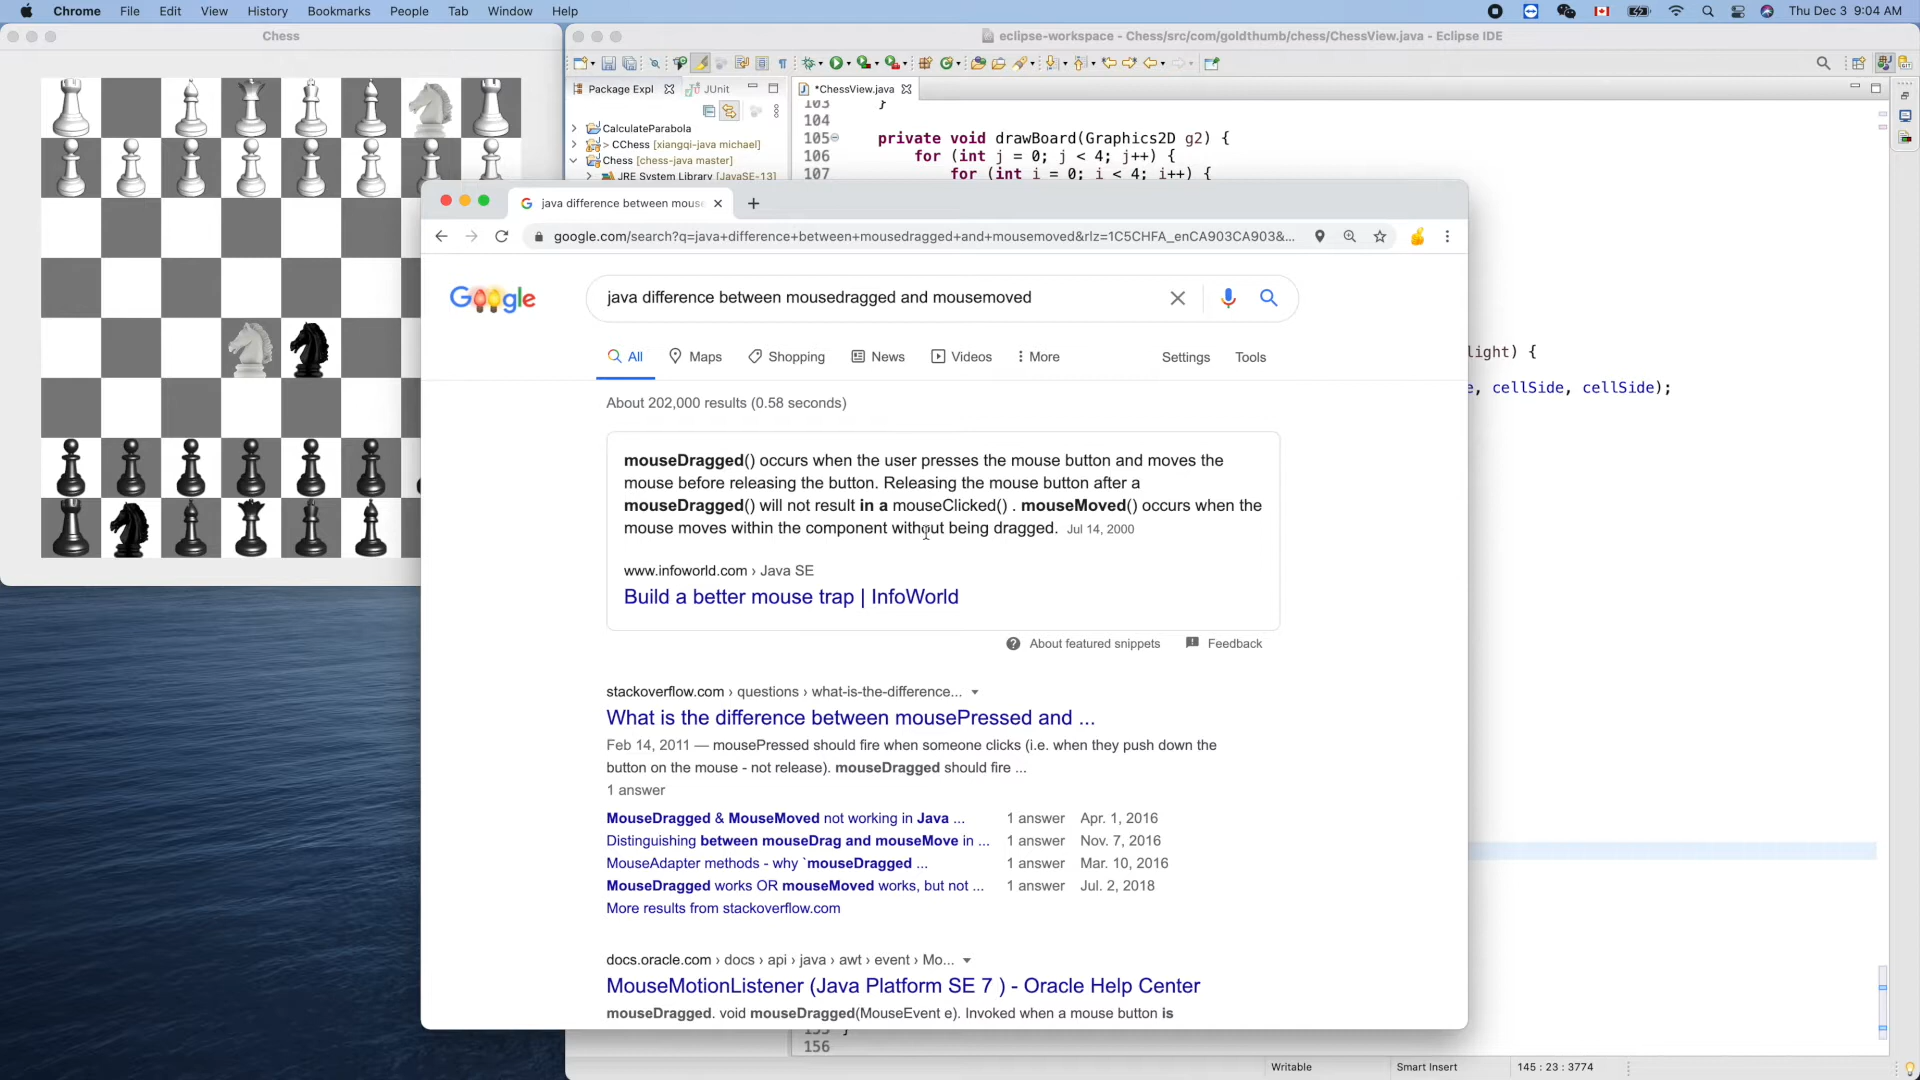 Chrome File Edit View History Bookmarks People Tab Window Help Thu Dec 3 9:04 AM
Chess
eclipse-workspace - Chess/src/com/goldthumb/chess/ChessView.java - Eclipse IDE
Package Expl JUnit
*ChessView.java
CalculateParabola
> CChess [xiangqi-java michael]
Chess [chess-java master]
JRE System Library [JavaSE-13]
103 }
104
105 private void drawBoard(Graphics2D g2) {
106 for (int j = 0; j < 4; j++) {
107 for (int i = 0; i < 4; i++) {
light) {
e, cellSide, cellSide);
java difference between mouse
google.com/search?q=java+difference+between+mousedragged+and+mousemoved&rlz=1C5CHFA_enCA903CA903&...
Google
java difference between mousedragged and mousemoved
All Maps Shopping News Videos More Settings Tools
About 202,000 results (0.58 seconds)
mouseDragged() occurs when the user presses the mouse button and moves the
mouse before releasing the button. Releasing the mouse button after a
mouseDragged() will not result in a mouseClicked() . mouseMoved() occurs when the
mouse moves within the component without being dragged. Jul 14, 2000
www.infoworld.com › Java SE
Build a better mouse trap | InfoWorld
About featured snippets Feedback
stackoverflow.com › questions › what-is-the-difference...
What is the difference between mousePressed and ...
Feb 14, 2011 — mousePressed should fire when someone clicks (i.e. when they push down the
button on the mouse - not release). mouseDragged should fire ...
1 answer
MouseDragged & MouseMoved not working in Java ... 1 answer Apr. 1, 2016
Distinguishing between mouseDrag and mouseMove in ... 1 answer Nov. 7, 2016
MouseAdapter methods - why `mouseDragged ... 1 answer Mar. 10, 2016
MouseDragged works OR mouseMoved works, but not ... 1 answer Jul. 2, 2018
More results from stackoverflow.com
docs.oracle.com › docs › api › java › awt › event › Mo...
MouseMotionListener (Java Platform SE 7 ) - Oracle Help Center
mouseDragged. void mouseDragged(MouseEvent e). Invoked when a mouse button is
156
Writable Smart Insert 145 : 23 : 3774